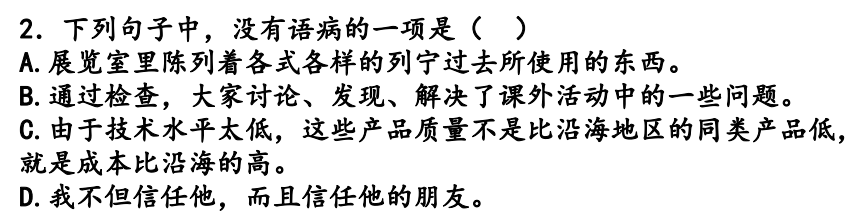 2. 下列句子中，没有语病的一项是（　）
A. 展览室里陈列着各式各样的列宁过去所使用的东西。
B. 通过检查，大家讨论、发现、解决了课外活动中的一些问题。
C. 由于技术水平太低，这些产品质量不是比沿海地区的同类产品低，
就是成本比沿海的高。
D. 我不但信任他，而且信任他的朋友。